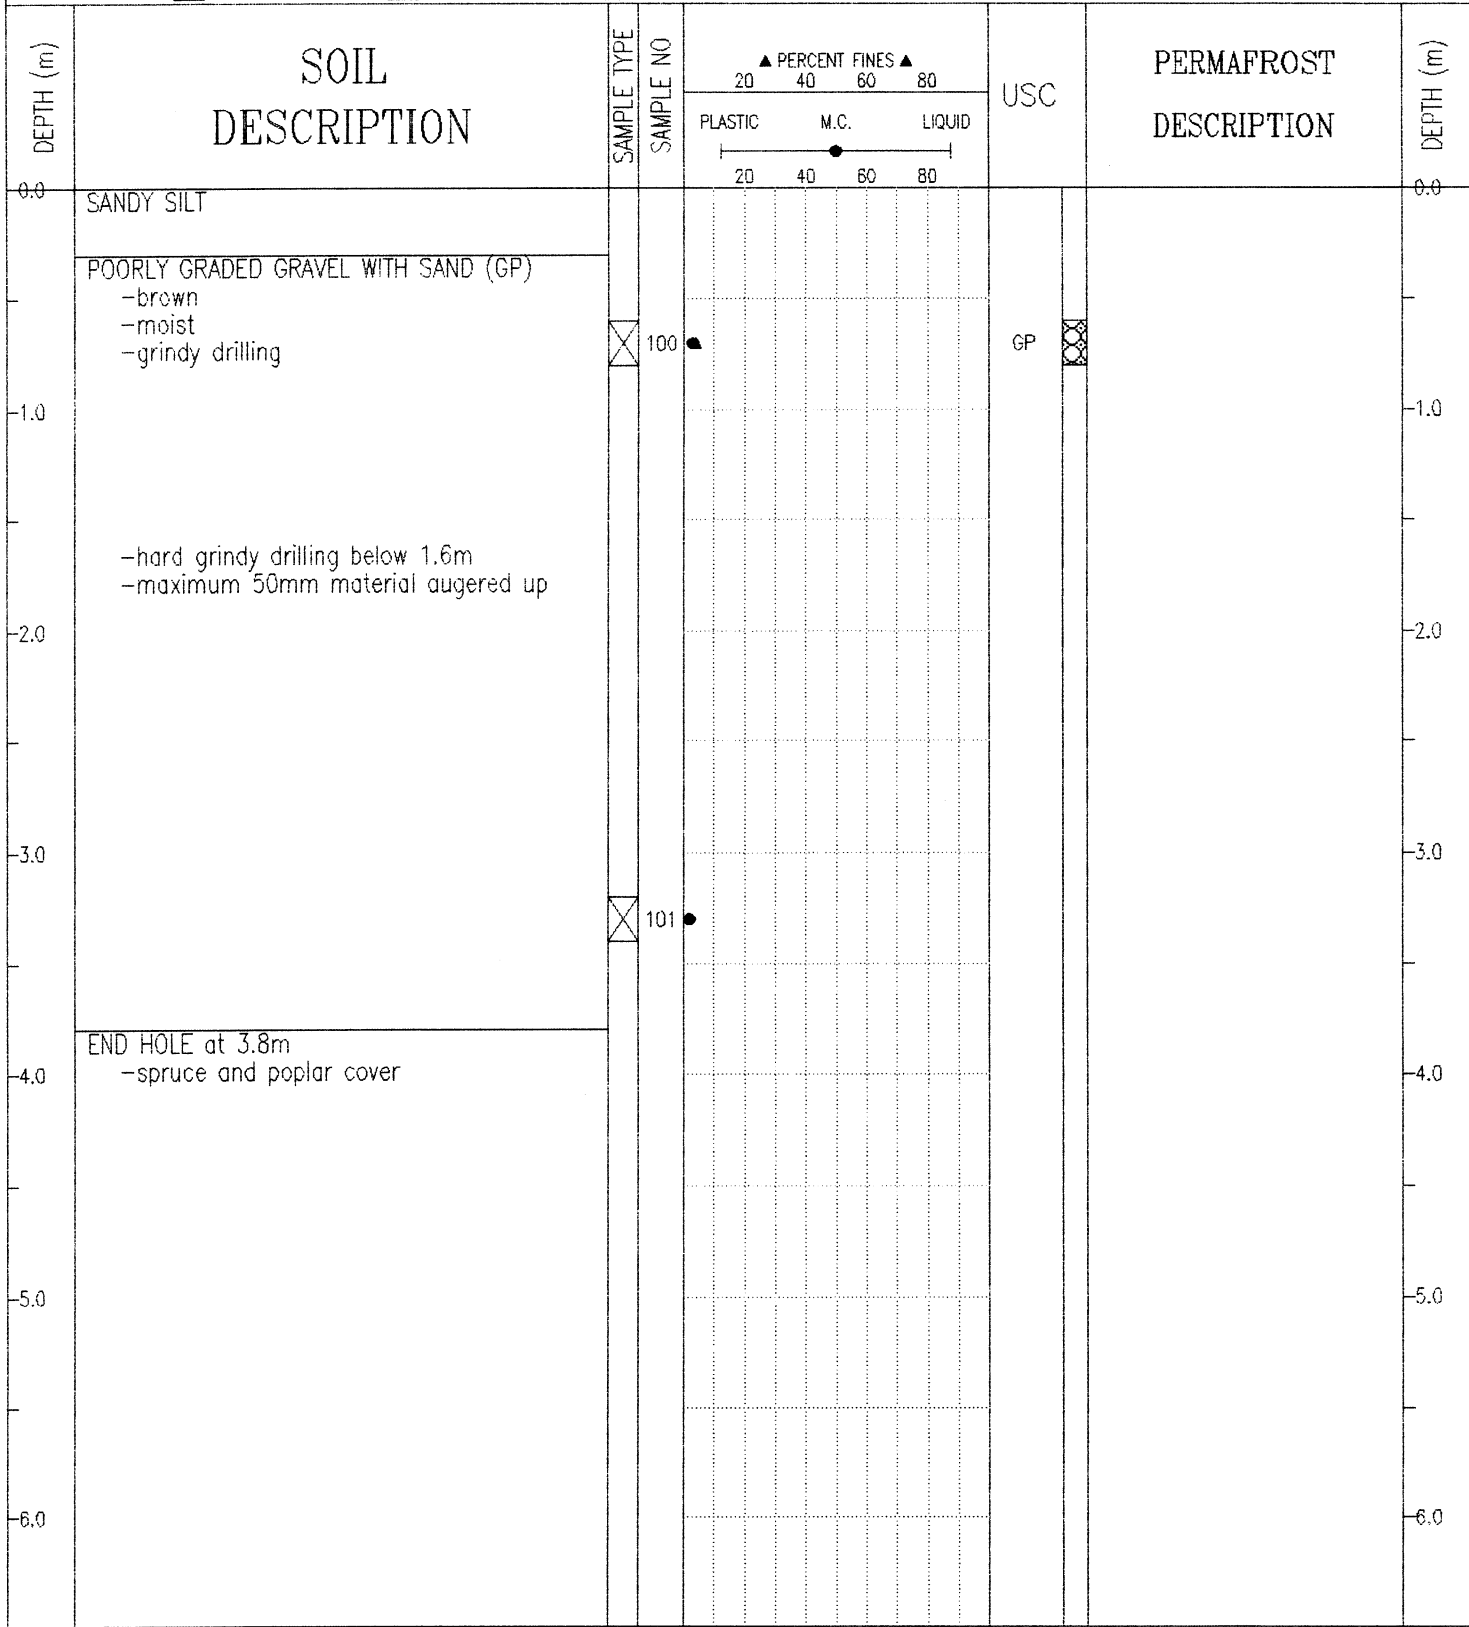 DEPTH (m)
SOIL
DESCRIPTION
SAMPLE TYPE
SAMPLE NO
▲ PERCENT FINES ▲
20 40 60 80
PLASTIC M.C. LIQUID
20 40 60 80
USC
PERMAFROST
DESCRIPTION
DEPTH (m)
0.0
0.0
SANDY SILT
POORLY GRADED GRAVEL WITH SAND (GP)
-brown
-moist
-grindy drilling
100
GP
1.0
1.0
-hard grindy drilling below 1.6m
-maximum 50mm material augered up
2.0
2.0
3.0
3.0
101
END HOLE at 3.8m
-spruce and poplar cover
4.0
4.0
5.0
5.0
6.0
6.0